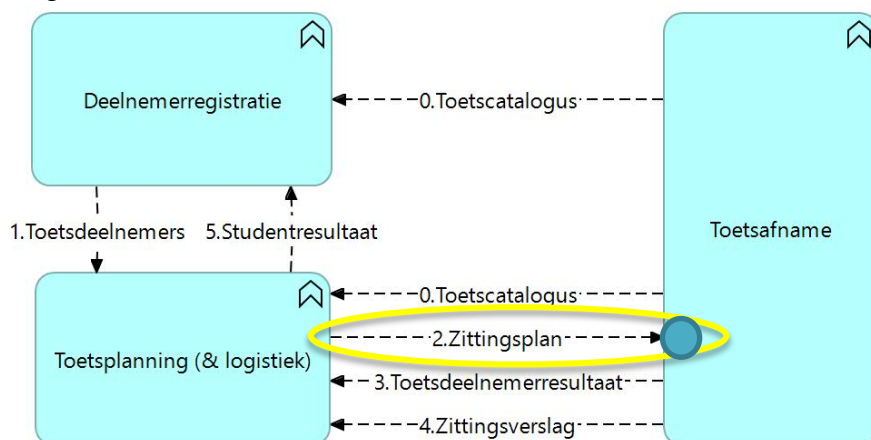 Deelnemerregistratie
0.Toetscatalogus
1.Toetsdeelnemers
5.Studentresultaat
Toetsafname
0.Toetscatalogus
2.Zittingsplan
Toetsplanning (& logistiek)
3.Toetsdeelnemerresultaat
4.Zittingsverslag